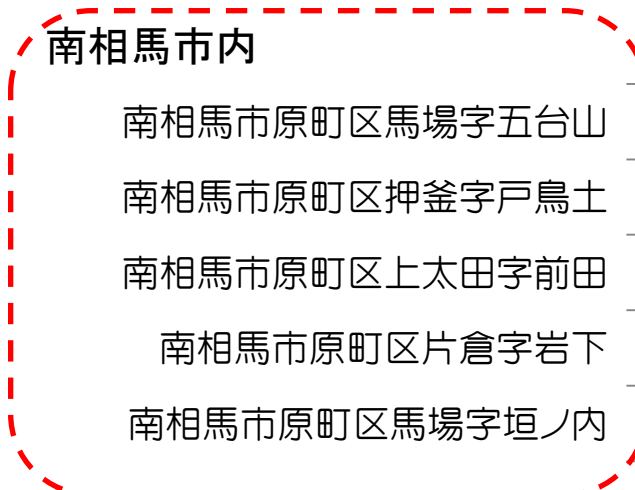 南相馬市内
南相馬市原町区馬場字五台山
南相馬市原町区押釜字戸鳥土
南相馬市原町区上太田字前田
南相馬市原町区片倉字岩下
南相馬市原町区馬場字垣ノ内